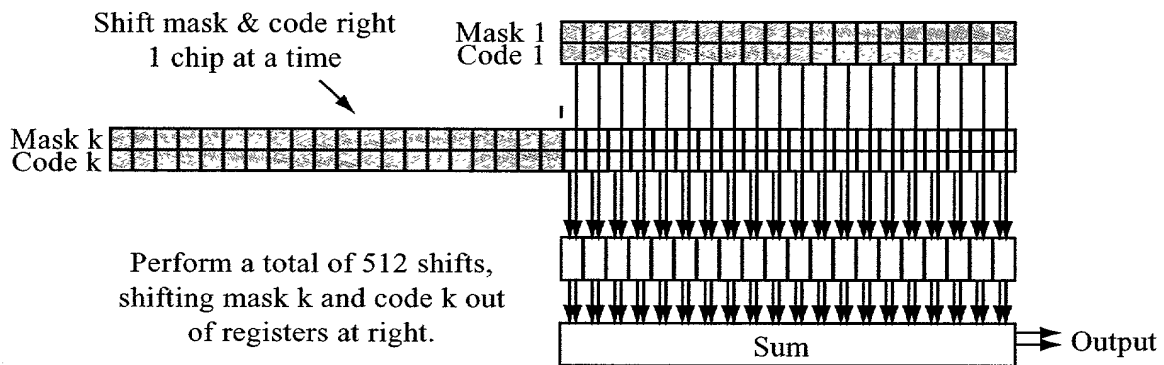 Shift mask & code right
1 chip at a time
Mask 1
Code 1
Mask k
Code k
Perform a total of 512 shifts,
shifting mask k and code k out
of registers at right.
Sum
Output